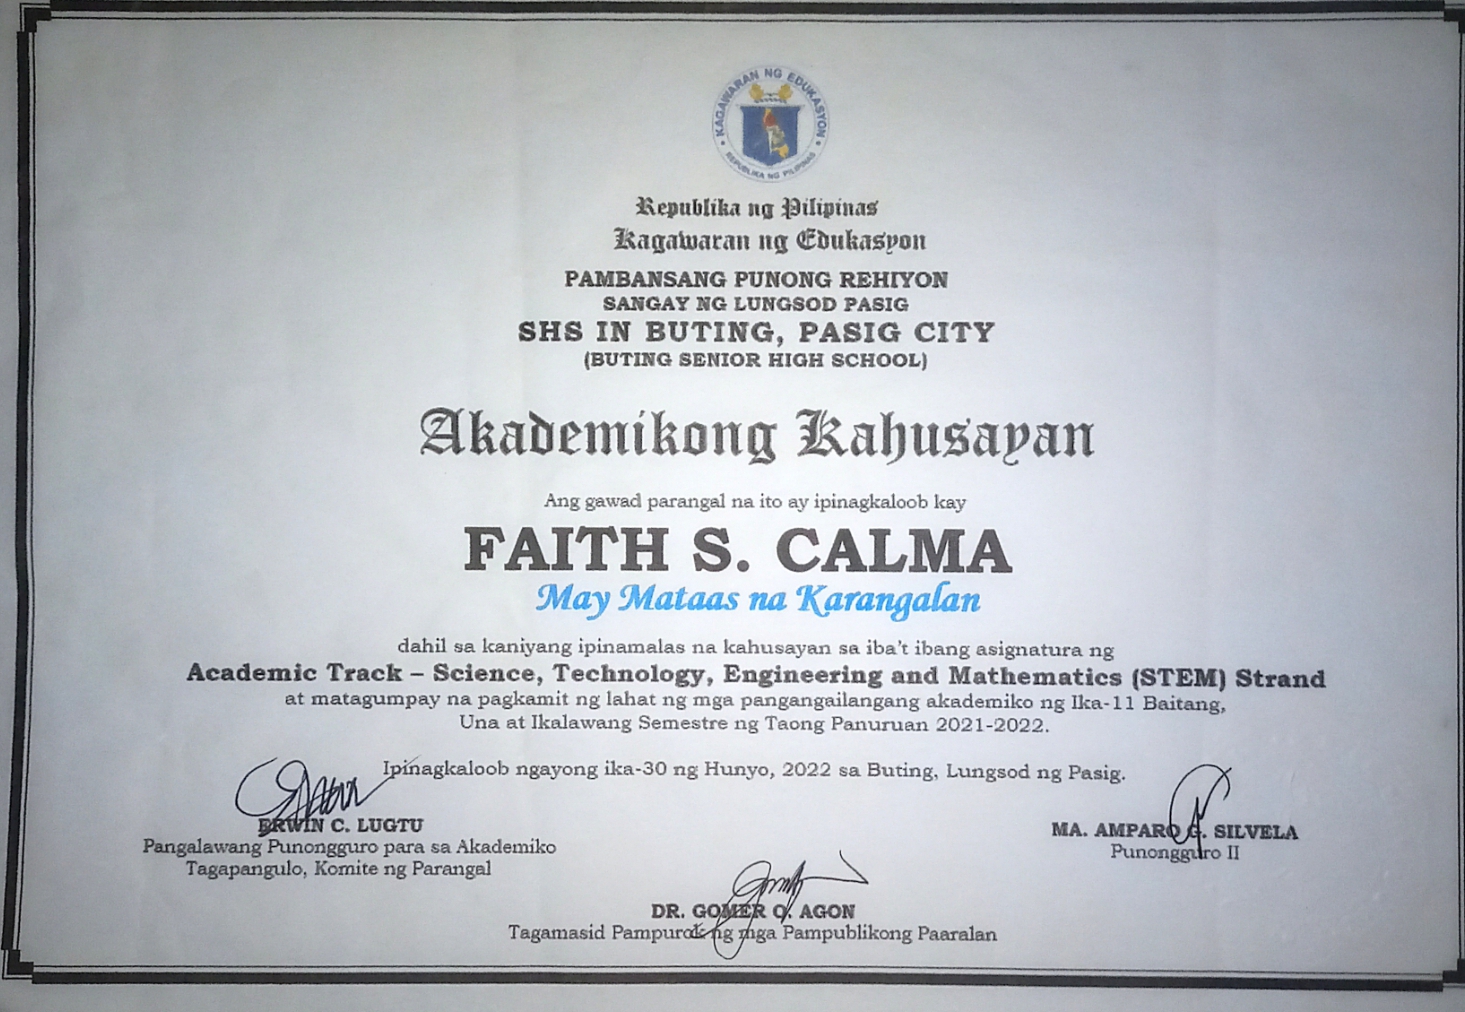 KAGAWARAN NG EDUKASYON
REPUBLIKA NG PILIPINAS
Republika ng Pilipinas
Kagawaran ng Edukasyon
PAMBANSANG PUNONG REHIYON
SANGAY NG LUNGSOD PASIG
SHS IN BUTING, PASIG CITY
(BUTING SENIOR HIGH SCHOOL)
Akademikong Kahusayan
Ang gawad parangal na ito ay ipinagkaloob kay
FAITH S. CALMA
May Mataas na Karangalan
dahil sa kaniyang ipinamalas na kahusayan sa iba't ibang asignatura ng
Academic Track – Science, Technology, Engineering and Mathematics (STEM) Strand
at matagumpay na pagkamit ng lahat ng mga pangangailangang akademiko ng Ika-11 Baitang,
Una at Ikalawang Semestre ng Taong Panuruan 2021-2022.
Ipinagkaloob ngayong ika-30 ng Hunyo, 2022 sa Buting, Lungsod ng Pasig.
ERWIN C. LUGTU
Pangalawang Punongguro para sa Akademiko
Tagapangulo, Komite ng Parangal
MA. AMPARO G. SILVELA
Punongguro II
DR. GOMER O. AGON
Tagamasid Pampurok ng mga Pampublikong Paaralan